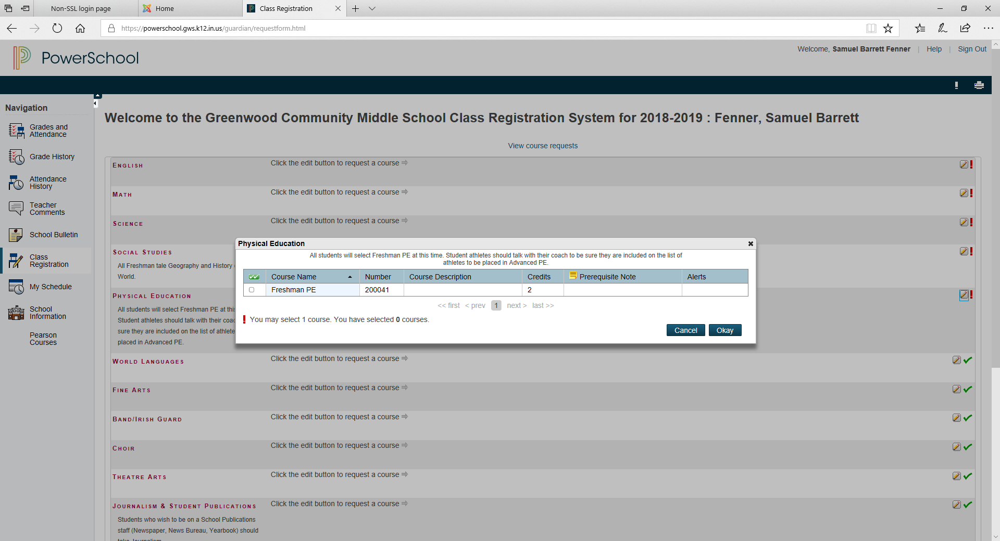 Non-SSL login page
Home
Class Registration
https://powerschool.gws.k12.in.us/guardian/requestform.html
PowerSchool
Welcome, Samuel Barrett Fenner | Help | Sign Out
Navigation
Grades and
Attendance
Grade History
Attendance
History
Teacher
Comments
School Bulletin
Class
Registration
My Schedule
School
Information
Pearson
Courses
Welcome to the Greenwood Community Middle School Class Registration System for 2018-2019 : Fenner, Samuel Barrett
View course requests
English Click the edit button to request a course
Math Click the edit button to request a course
Science Click the edit button to request a course
Social Studies
All Freshman tale Geography and History
World.
Physical Education
All students will select Freshman PE at
Student athletes should talk with their
sure they are included on the list of
placed in Advanced PE.
Physical Education
All students will select Freshman PE at this time. Student athletes should talk with their coach to be sure they are included on the list of
athletes to be placed in Advanced PE.
Course Name Number Course Description Credits Prerequisite Note Alerts
Freshman PE 200041 2
<< first < prev 1 next > last >>
! You may select 1 course. You have selected 0 courses.
Cancel Okay
World Languages Click the edit button to request a course
Fine Arts Click the edit button to request a course
Band/Irish Guard Click the edit button to request a course
Choir Click the edit button to request a course
Theatre Arts Click the edit button to request a course
Journalism & Student Publications Click the edit button to request a course
Students who wish to be on a School Publications
staff (Newspaper, News Bureau, Yearbook) should